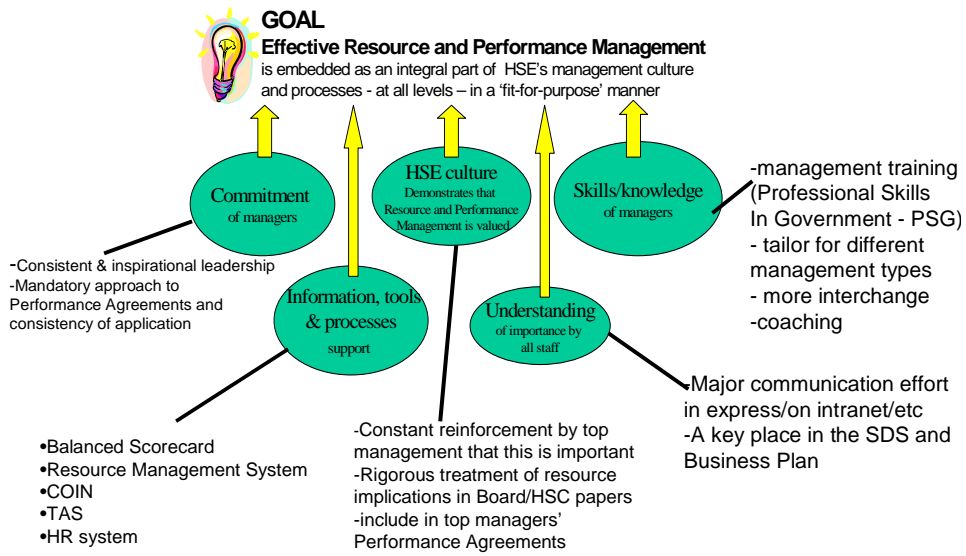 GOAL
Effective Resource and Performance Management
is embedded as an integral part of HSE's management culture
and processes - at all levels – in a 'fit-for-purpose' manner
Commitment
of managers
HSE culture
Demonstrates that
Resource and Performance
Management is valued
Skills/knowledge
of managers
-management training
(Professional Skills
In Government - PSG)
- tailor for different
management types
- more interchange
-coaching
-Consistent & inspirational leadership
-Mandatory approach to
Performance Agreements and
consistency of application
Information, tools
& processes
support
Understanding
of importance by
all staff
-Major communication effort
in express/on intranet/etc
-A key place in the SDS and
Business Plan
•Balanced Scorecard
•Resource Management System
•COIN
•TAS
•HR system
-Constant reinforcement by top
management that this is important
-Rigorous treatment of resource
implications in Board/HSC papers
-include in top managers'
Performance Agreements